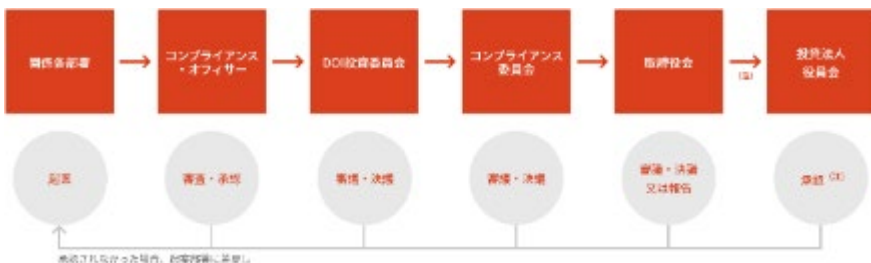 関係各部署
コンプライアンス
・オフィサー
DOI投資委員会
コンプライアンス
委員会
取締役会
(注)
投資法人
役員会
起案
審査・承認
審議・決議
審議・決議
審議・決議
又は報告
承認 (注)
承認されなかった場合、起案部署に差戻し